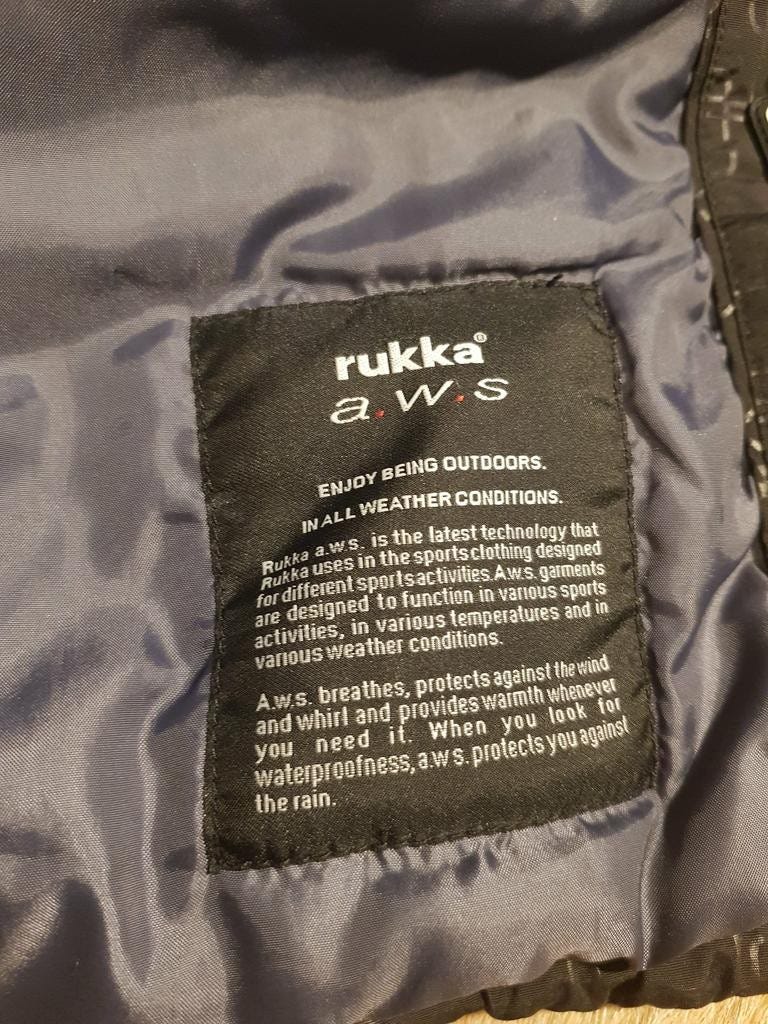 rukka®
a.w.s
ENJOY BEING OUTDOORS.
IN ALL WEATHER CONDITIONS.
Rukka a.w.s. is the latest technology that
Rukka uses in the sports clothing designed
for different sports activities. A.w.s. garments
are designed to function in various sports
activities, in various temperatures and in
various weather conditions.
A.w.s. breathes, protects against the wind
and whirl and provides warmth whenever
you need it. When you look for
waterproofness, a.w.s. protects you against
the rain.